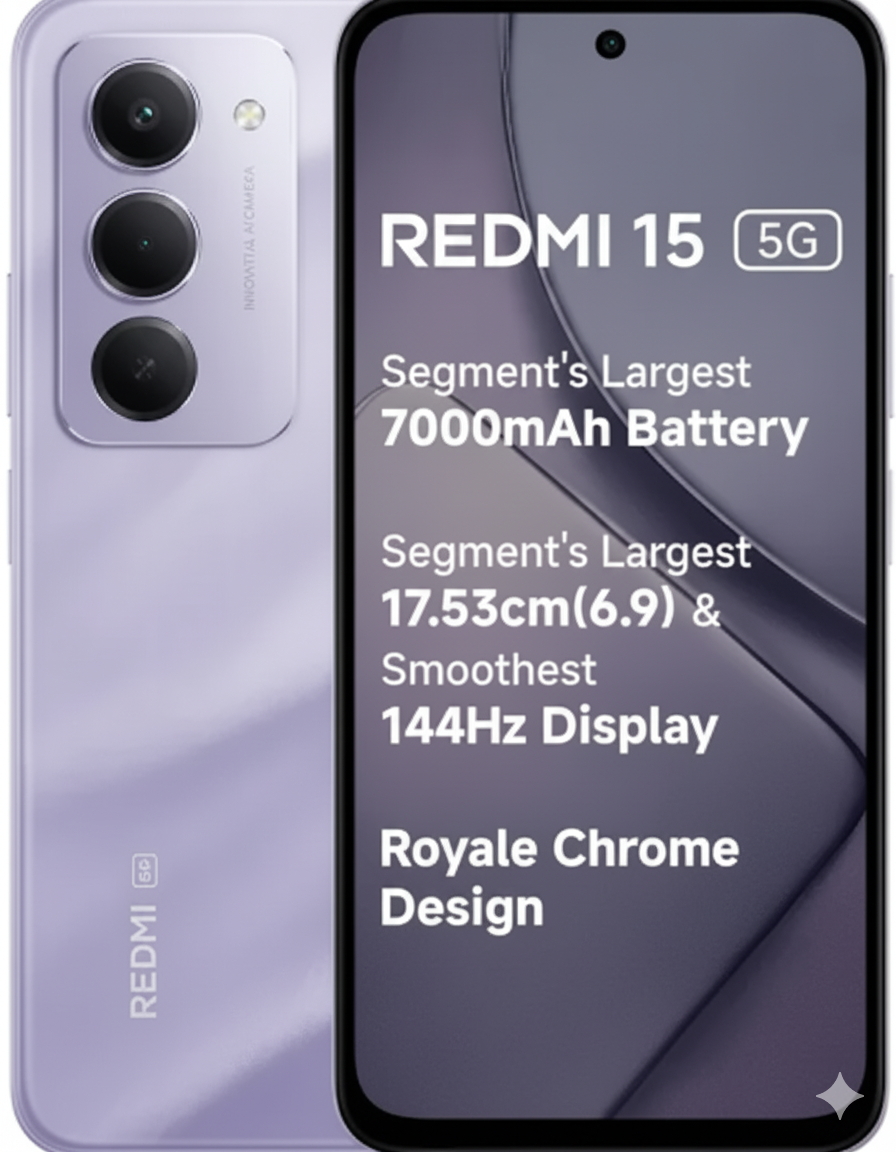 REDMI 15 5G
Segment's Largest
7000mAh Battery
Segment's Largest
17.53cm(6.9) &
Smoothest
144Hz Display
Royale Chrome
Design
REDMI 5G